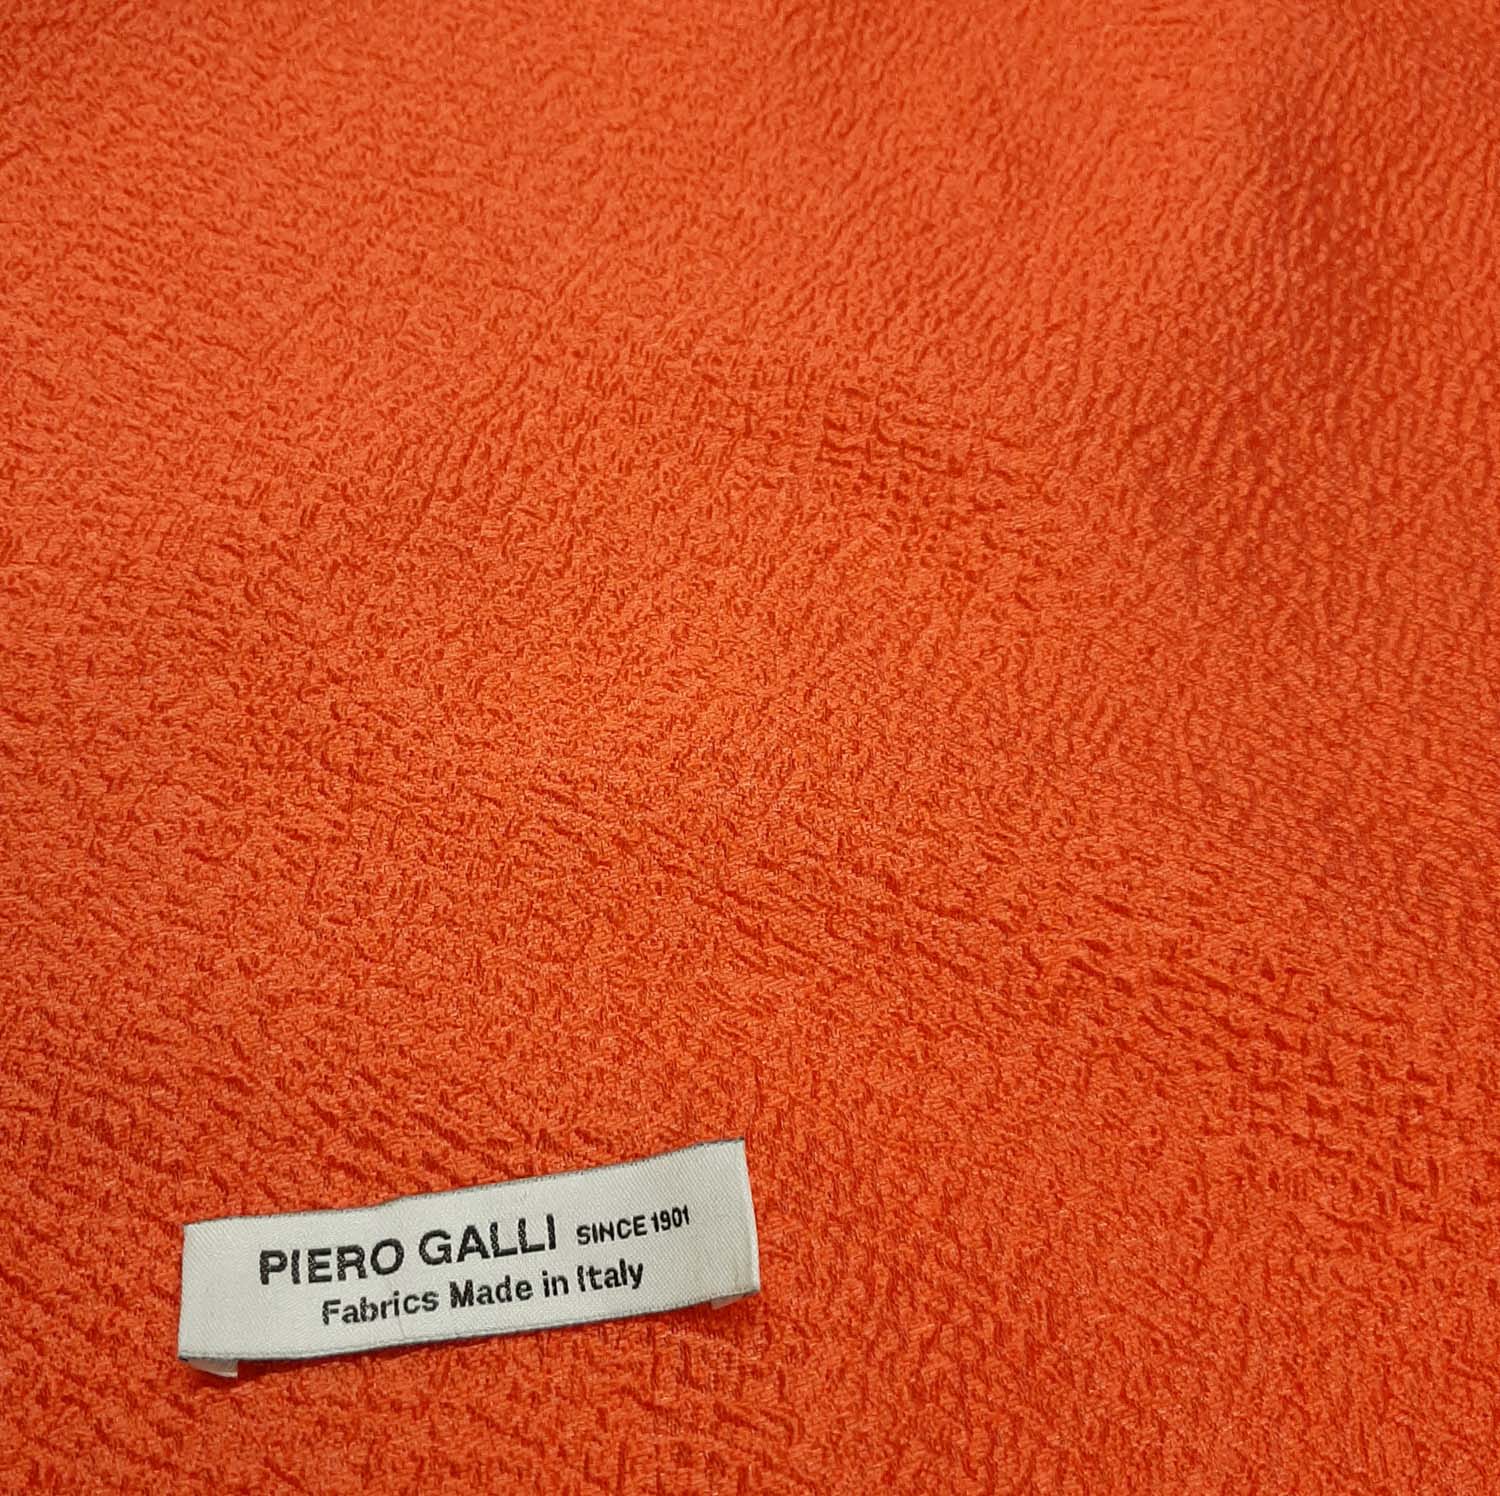 PIERO GALLI SINCE 1901
Fabrics Made in Italy